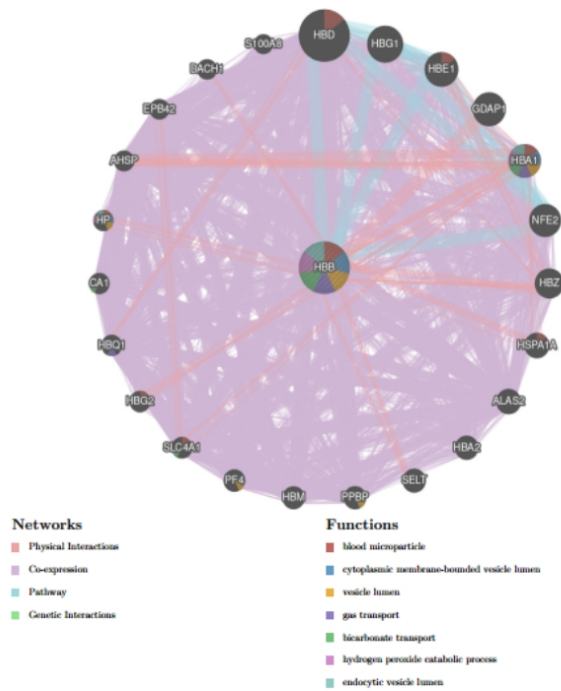 HBD
S100A8
HBG1
BACH1
HBE1
EPB42
GDAP1
AHSP
HBA1
HP
NFE2
HBB
CA1
HBZ
HBQ1
HSPA1A
HBG2
ALAS2
SLC4A1
HBA2
PF4
SELT
HBM
PPBP
Networks
Physical Interactions
Co-expression
Pathway
Genetic Interactions
Functions
blood microparticle
cytoplasmic membrane-bounded vesicle lumen
vesicle lumen
gas transport
bicarbonate transport
hydrogen peroxide catabolic process
endocytic vesicle lumen